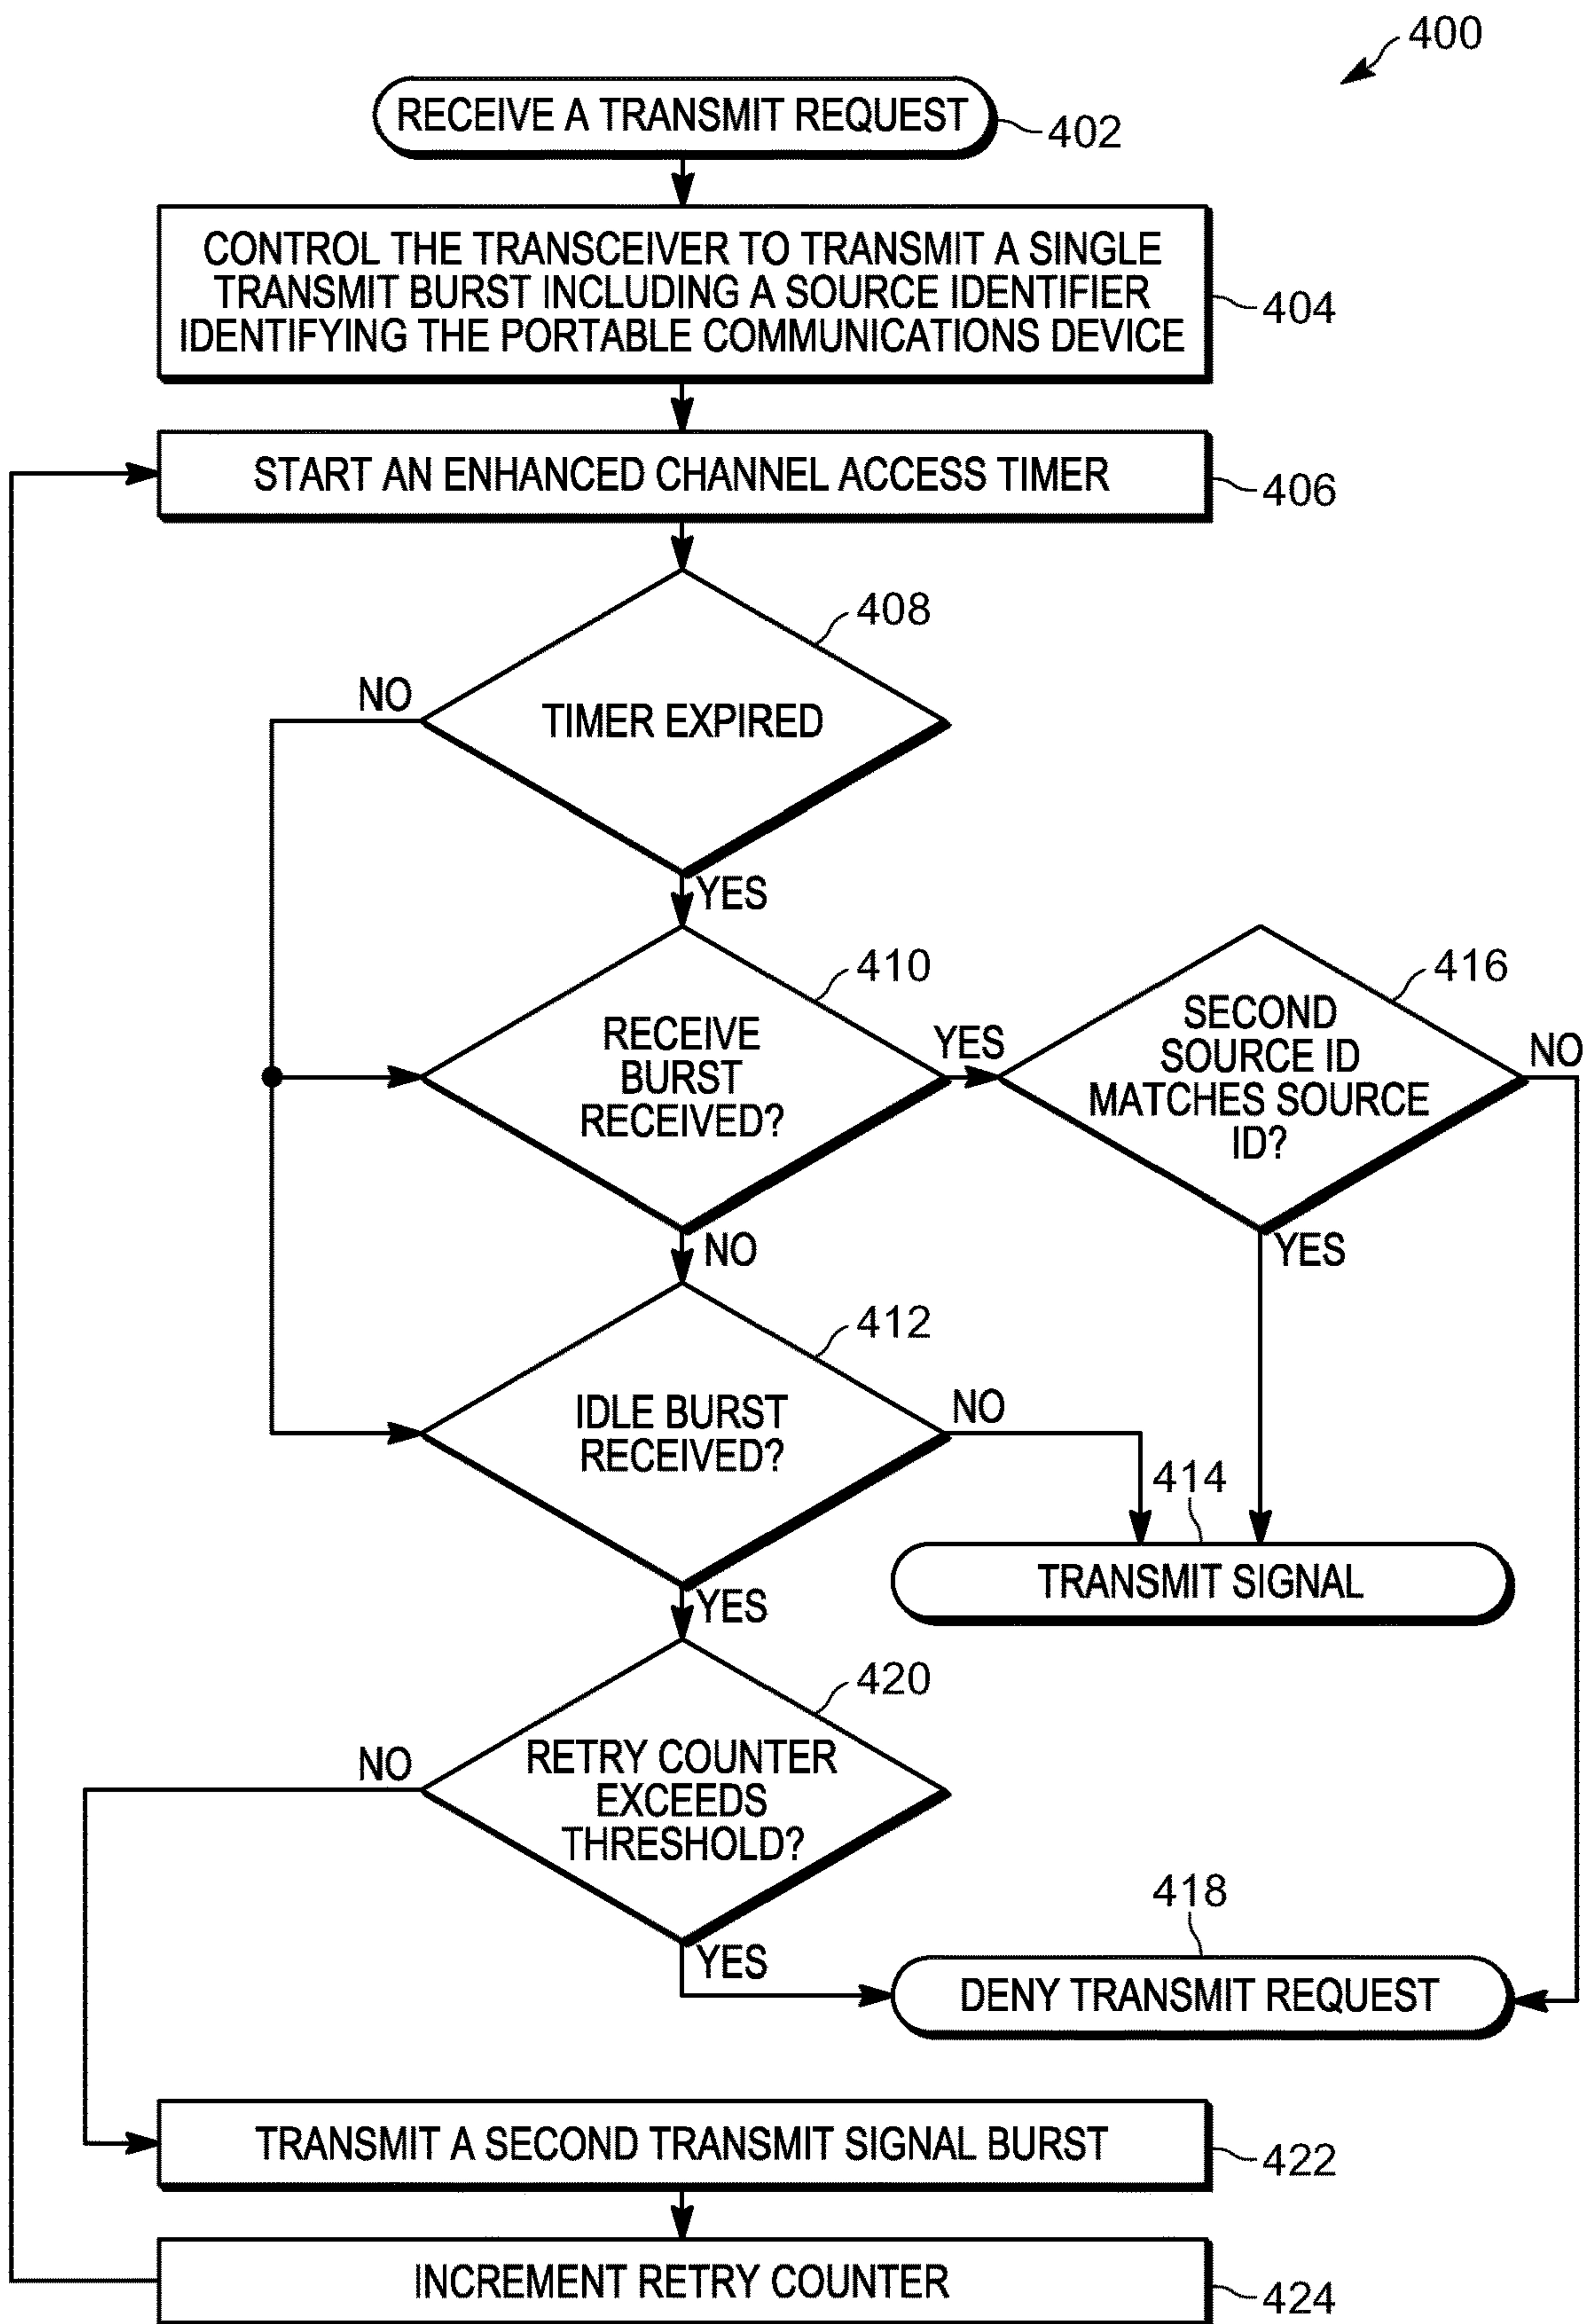 400
RECEIVE A TRANSMIT REQUEST
402
CONTROL THE TRANSCEIVER TO TRANSMIT A SINGLE
TRANSMIT BURST INCLUDING A SOURCE IDENTIFIER
IDENTIFYING THE PORTABLE COMMUNICATIONS DEVICE
404
START AN ENHANCED CHANNEL ACCESS TIMER
406
408
NO
TIMER EXPIRED
YES
410
RECEIVE
BURST
RECEIVED?
YES
NO
416
SECOND
SOURCE ID
MATCHES SOURCE
ID?
NO
YES
412
IDLE BURST
RECEIVED?
NO
YES
414
TRANSMIT SIGNAL
420
NO
RETRY COUNTER
EXCEEDS
THRESHOLD?
YES
418
DENY TRANSMIT REQUEST
TRANSMIT A SECOND TRANSMIT SIGNAL BURST
422
INCREMENT RETRY COUNTER
424